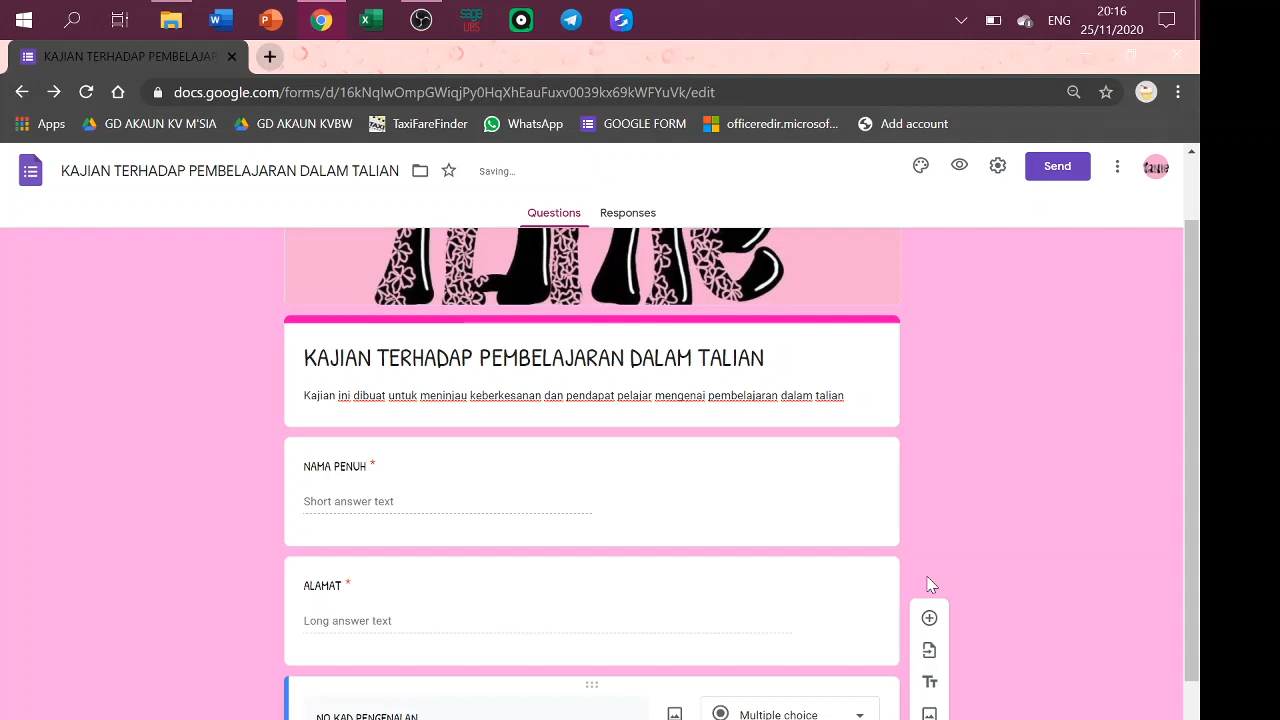 SAGE
UBS
ENG
20:16
25/11/2020
KAJIAN TERHADAP PEMBELAJAR
docs.google.com/forms/d/16kNqlwOmpGWiqjPy0HqXhEauFuxv0039kx69kWFYuVk/edit
Apps
GD AKAUN KV M'SIA
GD AKAUN KVBW
TaxiFareFinder
WhatsApp
GOOGLE FORM
officeredir.microsof...
Add account
KAJIAN TERHADAP PEMBELAJARAN DALAM TALIAN
Saving...
Send
Questions
Responses
KAJIAN TERHADAP PEMBELAJARAN DALAM TALIAN
Kajian ini dibuat untuk meninjau keberkesanan dan pendapat pelajar mengenai pembelajaran dalam talian
NAMA PENUH *
Short answer text
ALAMAT *
Long answer text
NO KAD PENGENALAN
Multiple choice